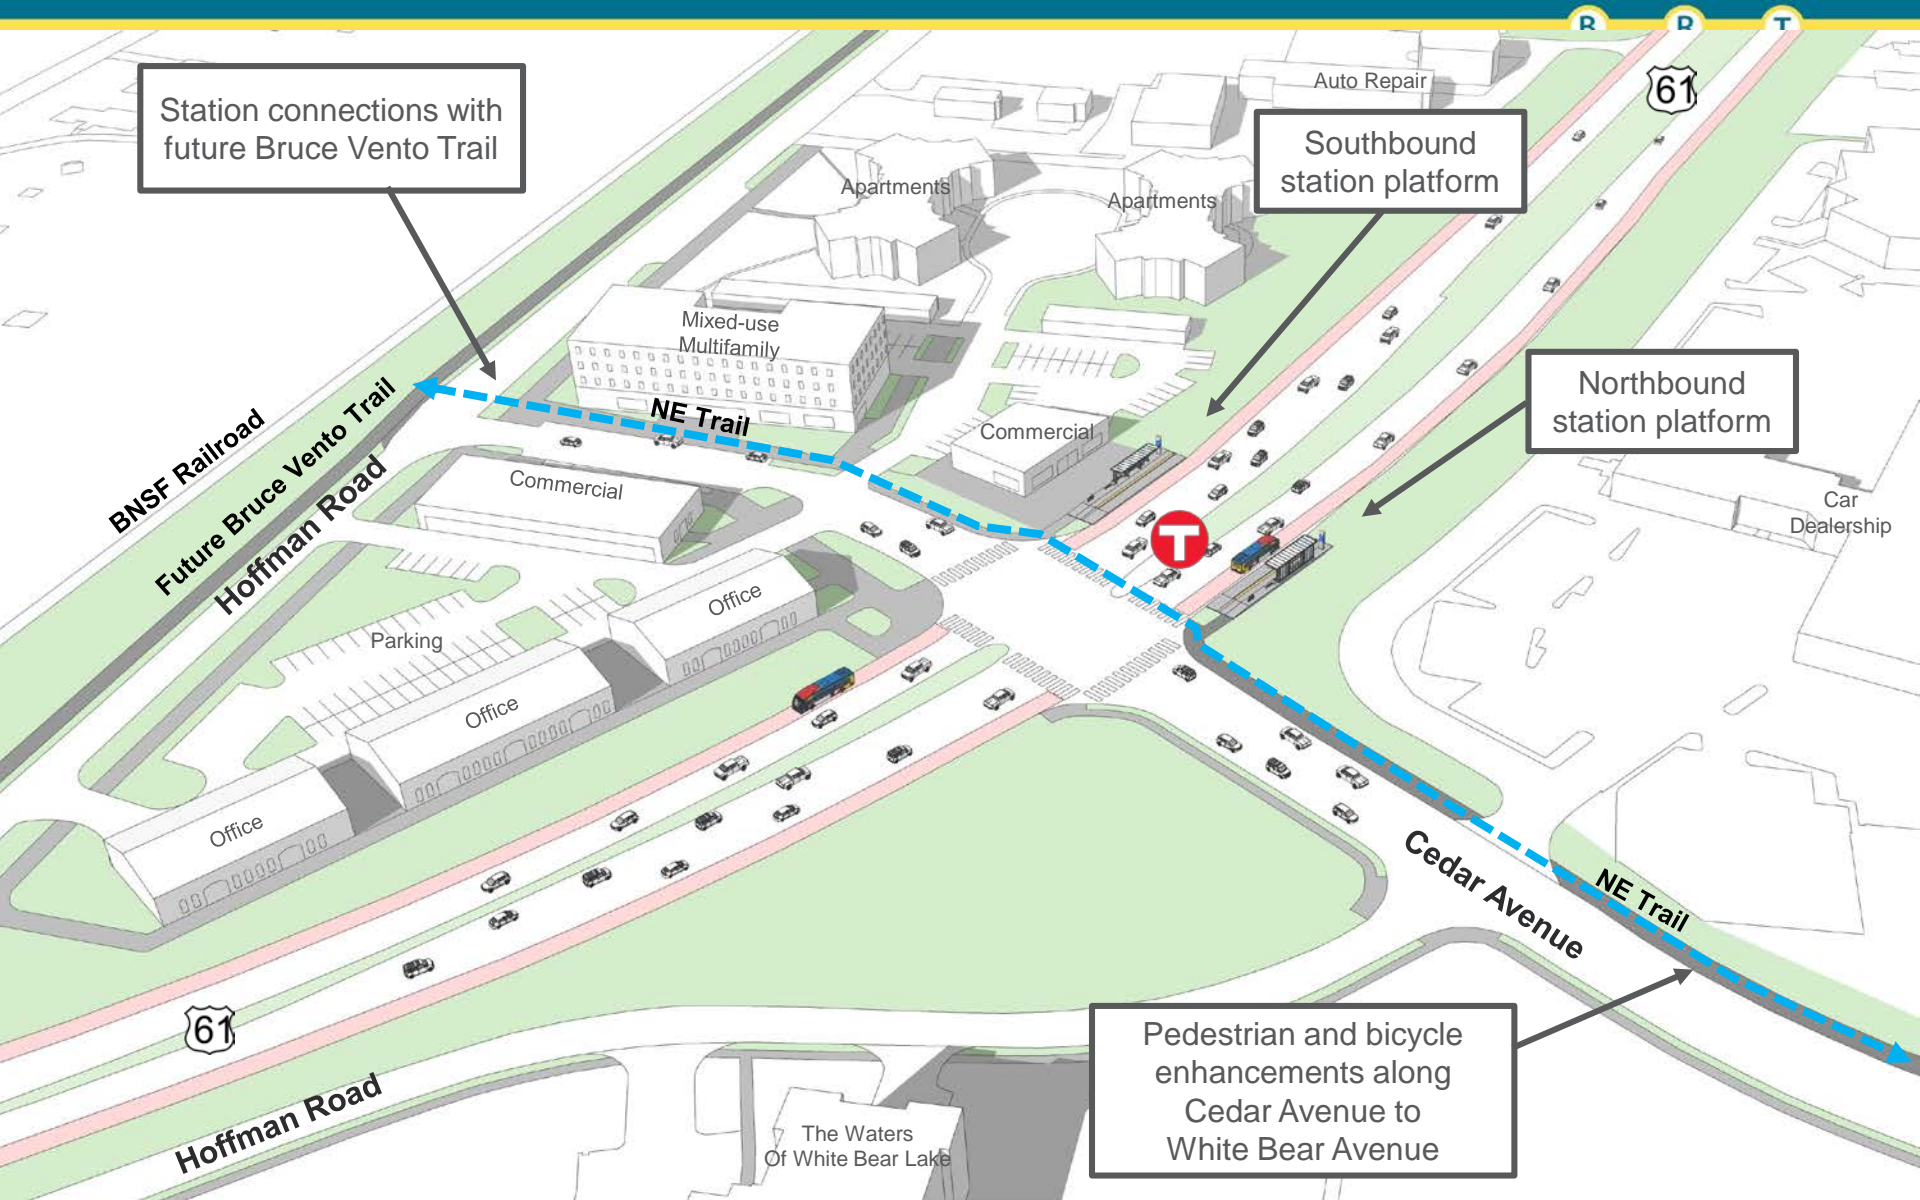 B R T
61
Auto Repair
Station connections with
future Bruce Vento Trail
Southbound
station platform
Apartments
Apartments
Mixed-use
Multifamily
Northbound
station platform
NE Trail
Commercial
BNSF Railroad
Future Bruce Vento Trail
Hoffman Road
Commercial
Car
Dealership
T
Office
Parking
Office
Office
Cedar Avenue
NE Trail
61
Pedestrian and bicycle
enhancements along
Cedar Avenue to
White Bear Avenue
Hoffman Road
The Waters
Of White Bear Lake